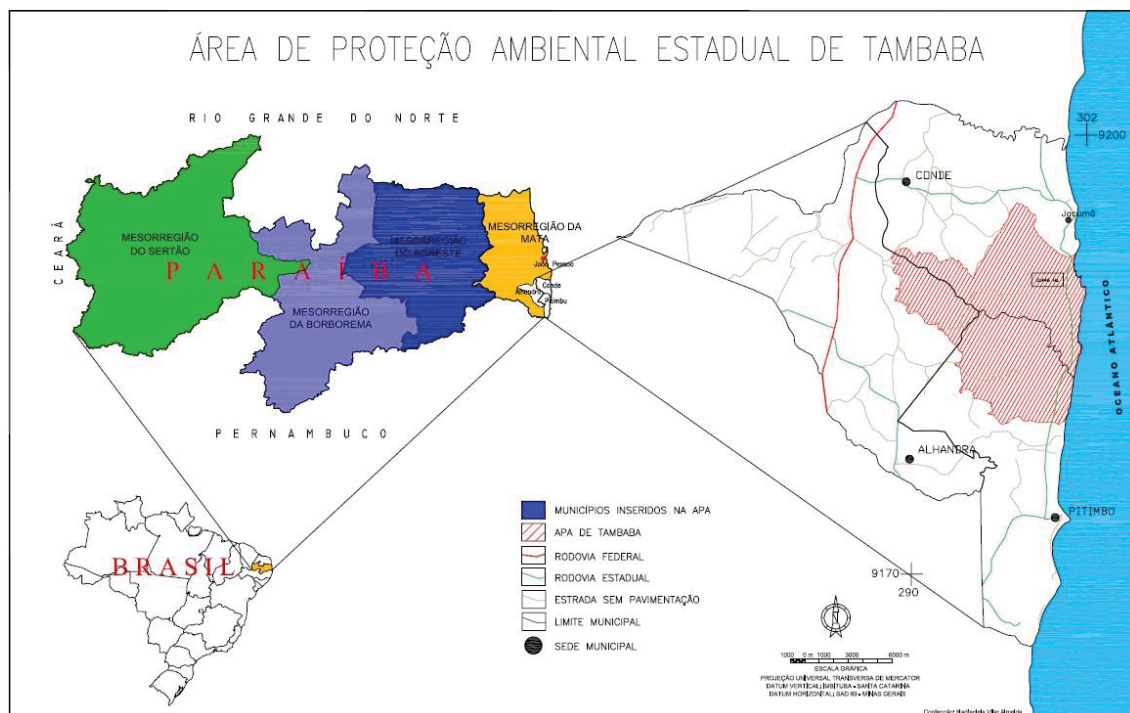 ÁREA DE PROTEÇÃO AMBIENTAL ESTADUAL DE TAMBABA
RIO GRANDE DO NORTE
CEARÁ
MESORREGIÃO
DO SERTÃO
MESORREGIÃO
DO AGRESTE
MESORREGIÃO DA
MATA
PARAÍBA
João Pessoa
Conde
Alhandra
Pitimbu
MESORREGIÃO
DA BORBOREMA
PERNAMBUCO
BRASIL
302
9200
CONDE
Jacumã
OCEANO ATLÂNTICO
ALHANDRA
PITIMBÚ
9170
290
MUNICÍPIOS INSERIDOS NA APA
APA DE TAMBABA
RODOVIA FEDERAL
RODOVIA ESTADUAL
ESTRADA SEM PAVIMENTAÇÃO
LIMITE MUNICIPAL
SEDE MUNICIPAL
N
1000 0 m 1000 3000 6000 m
ESCALA GRÁFICA
PROJEÇÃO UNIVERSAL TRANSVERSA DE MERCATOR
DATUM VERTICAL: IMBITUBA - SANTA CATARINA
DATUM HORIZONTAL: SAD 69 - MINAS GERAIS